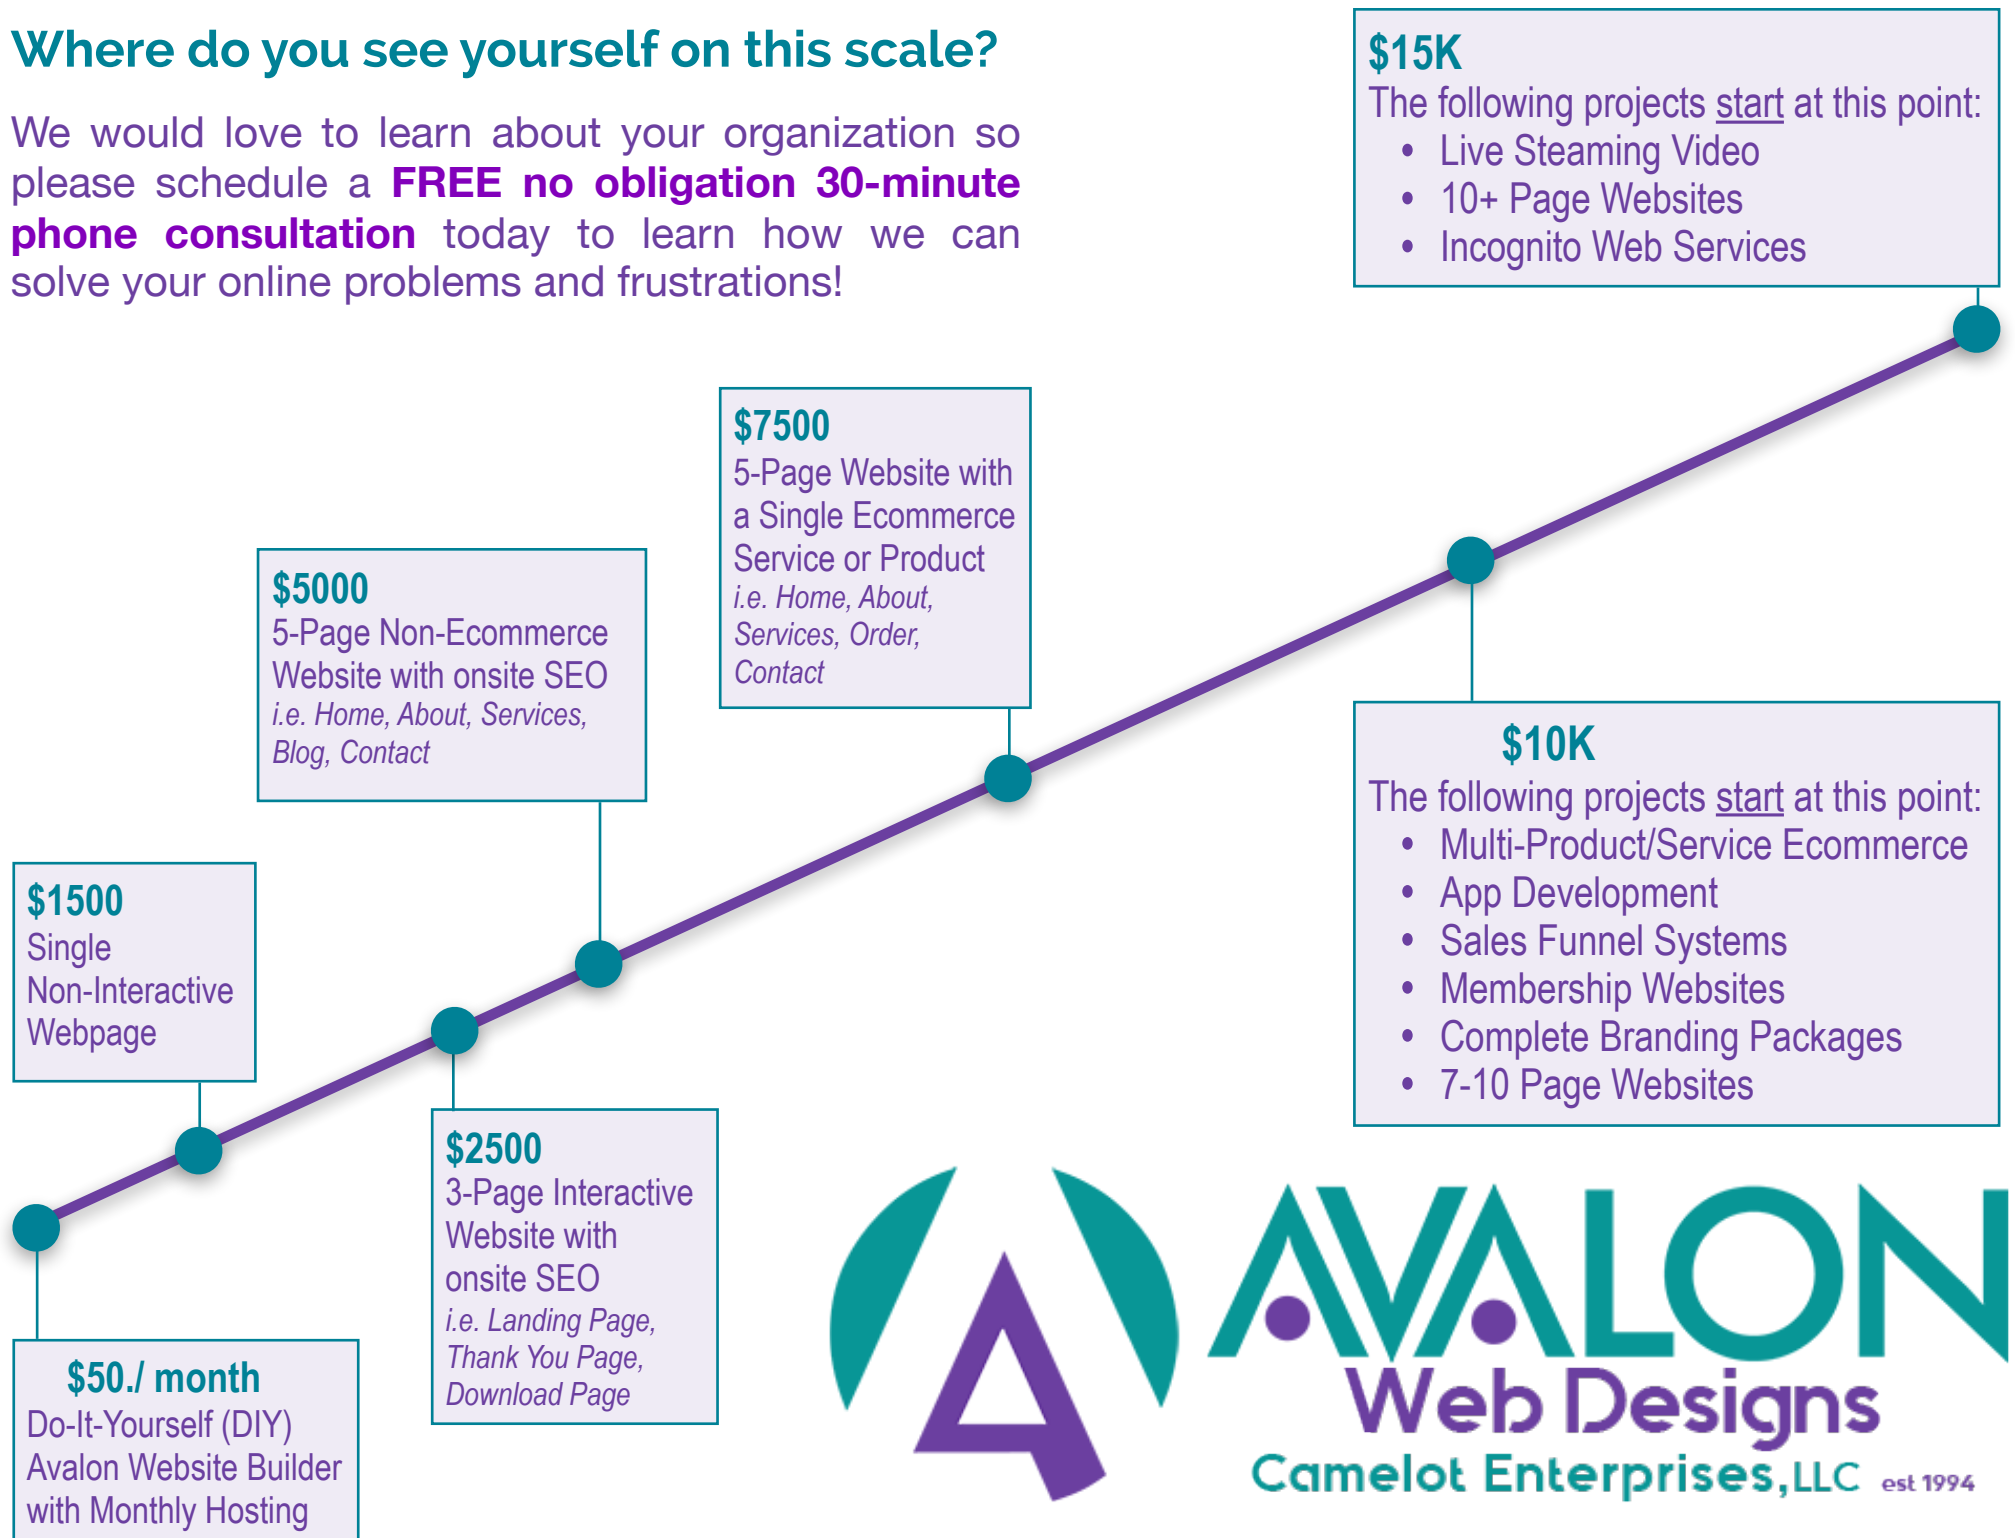 Where do you see yourself on this scale?
We would love to learn about your organization so
please schedule a FREE no obligation 30-minute
phone consultation today to learn how we can
solve your online problems and frustrations!
$15K
The following projects start at this point:
• Live Steaming Video
• 10+ Page Websites
• Incognito Web Services
$7500
5-Page Website with
a Single Ecommerce
Service or Product
i.e. Home, About,
Services, Order,
Contact
$5000
5-Page Non-Ecommerce
Website with onsite SEO
i.e. Home, About, Services,
Blog, Contact
$10K
The following projects start at this point:
• Multi-Product/Service Ecommerce
• App Development
• Sales Funnel Systems
• Membership Websites
• Complete Branding Packages
• 7-10 Page Websites
$1500
Single
Non-Interactive
Webpage
$2500
3-Page Interactive
Website with
onsite SEO
i.e. Landing Page,
Thank You Page,
Download Page
$50./ month
Do-It-Yourself (DIY)
Avalon Website Builder
with Monthly Hosting
AVALON
Web Designs
Camelot Enterprises,LLC est 1994